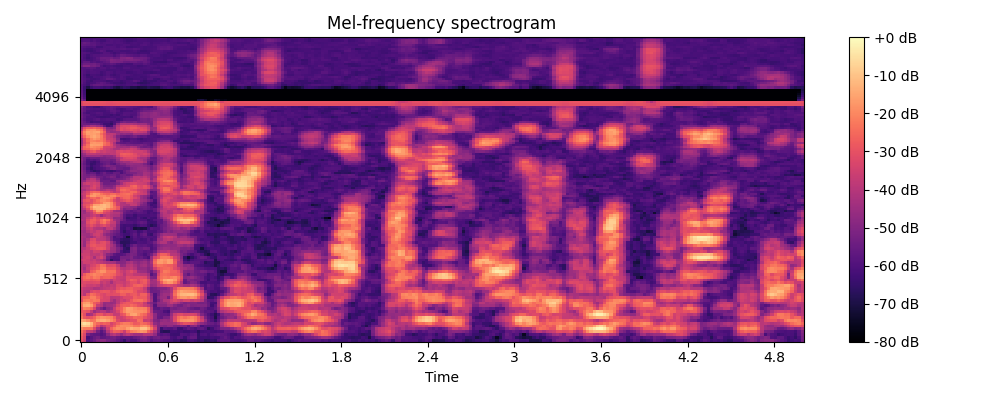 Mel-frequency spectrogram
+0 dB
-10 dB
-20 dB
-30 dB
-40 dB
-50 dB
-60 dB
-70 dB
-80 dB
Hz
4096
2048
1024
512
0
0 0.6 1.2 1.8 2.4 3 3.6 4.2 4.8
Time